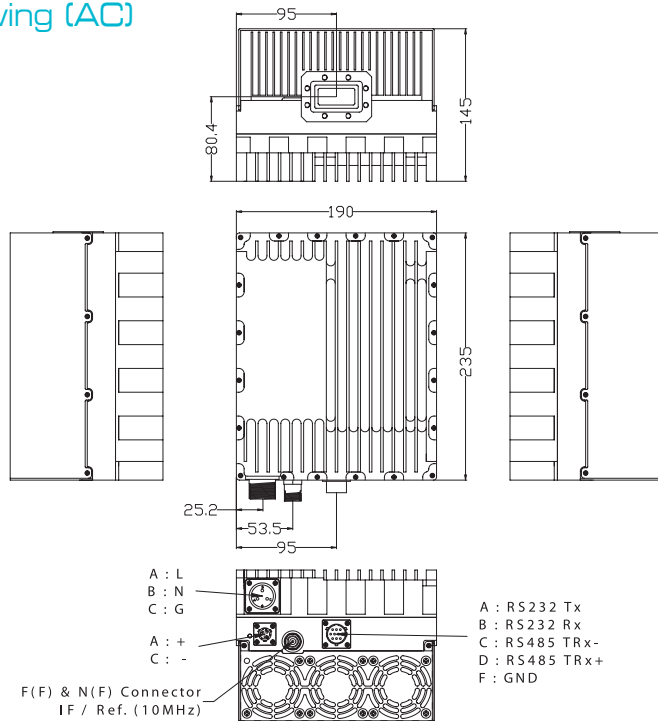 ving (AC)
95
80.4
145
190
235
25.2
53.5
95
A : L
B : N
C : G
A : +
C : -
F(F) & N(F) Connector
IF / Ref. (10MHz)
A : RS232 Tx
B : RS232 Rx
C : RS485 TRx-
D : RS485 TRx+
F : GND